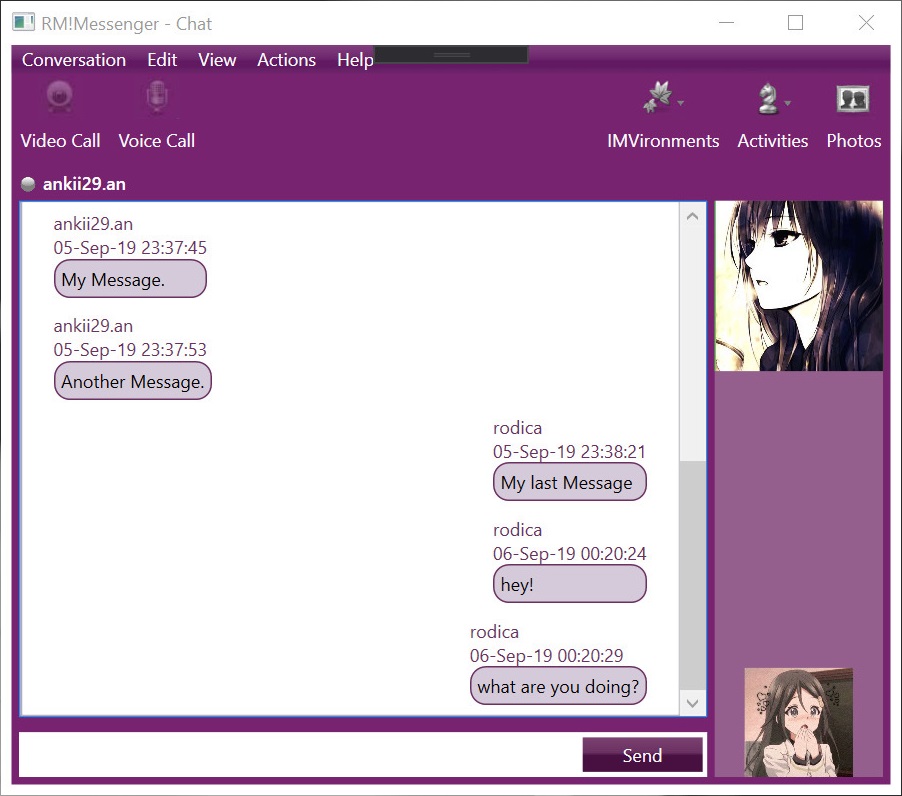 RM!Messenger - Chat
Conversation Edit View Actions Help
Video Call Voice Call IMVironments Activities Photos
ankii29.an
ankii29.an
05-Sep-19 23:37:45
My Message.
ankii29.an
05-Sep-19 23:37:53
Another Message.
rodica
05-Sep-19 23:38:21
My last Message
rodica
06-Sep-19 00:20:24
hey!
rodica
06-Sep-19 00:20:29
what are you doing?
Send